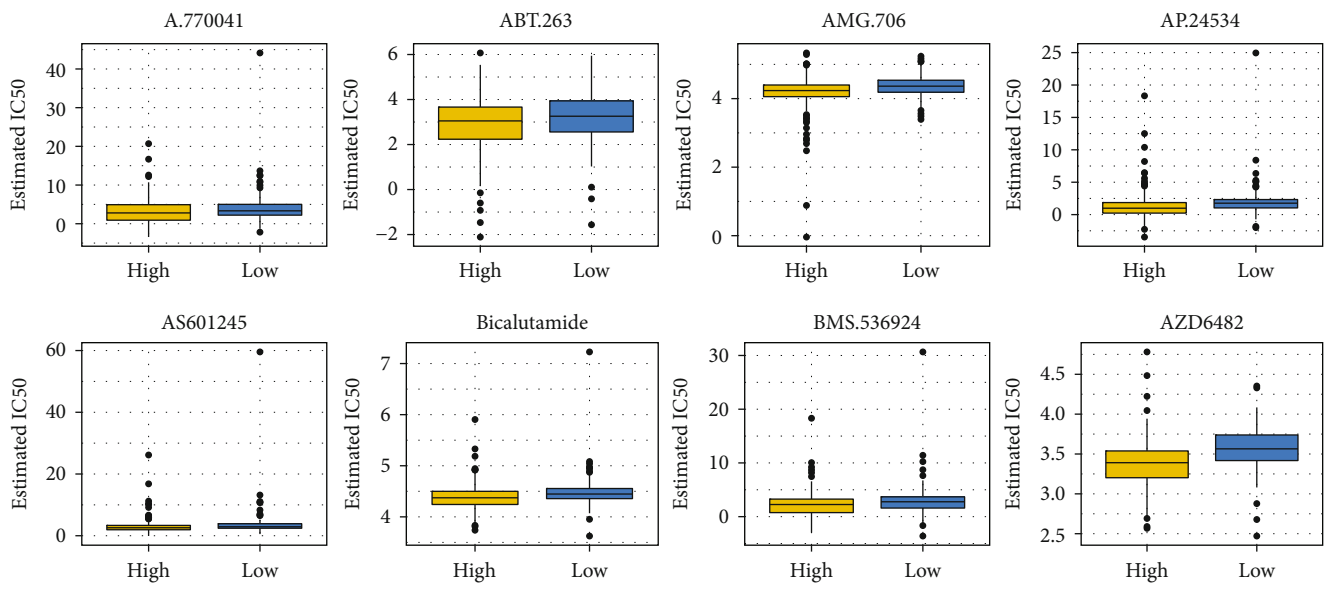 A.770041
ABT.263
AMG.706
AP.24534
Estimated IC50
40
30
20
10
0
High
Low
Estimated IC50
6
4
2
0
−2
High
Low
Estimated IC50
4
2
0
High
Low
Estimated IC50
25
20
15
10
5
0
High
Low
AS601245
Bicalutamide
BMS.536924
AZD6482
Estimated IC50
60
40
20
0
High
Low
Estimated IC50
7
6
5
4
High
Low
Estimated IC50
30
20
10
0
High
Low
Estimated IC50
4.5
4.0
3.5
3.0
2.5
High
Low